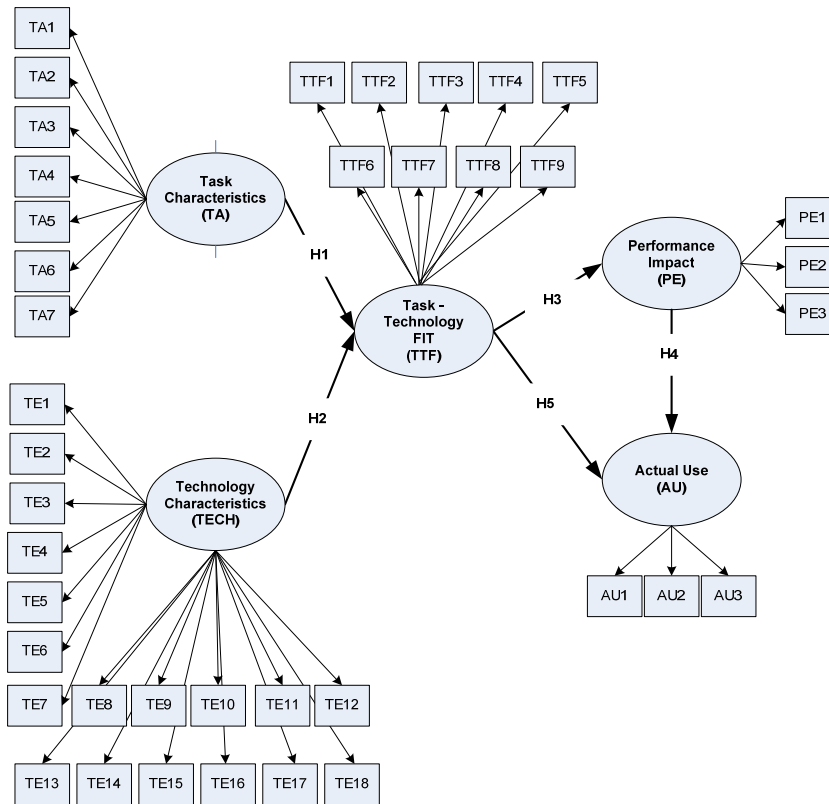 TA1
TA2
TA3
TA4
TA5
TA6
TA7
Task
Characteristics
(TA)
H1
TTF1
TTF2
TTF3
TTF4
TTF5
TTF6
TTF7
TTF8
TTF9
Task -
Technology
FIT
(TTF)
H3
Performance
Impact
(PE)
PE1
PE2
PE3
H4
H5
H2
Actual Use
(AU)
AU1
AU2
AU3
TE1
TE2
TE3
TE4
TE5
TE6
TE7
Technology
Characteristics
(TECH)
TE8
TE9
TE10
TE11
TE12
TE13
TE14
TE15
TE16
TE17
TE18